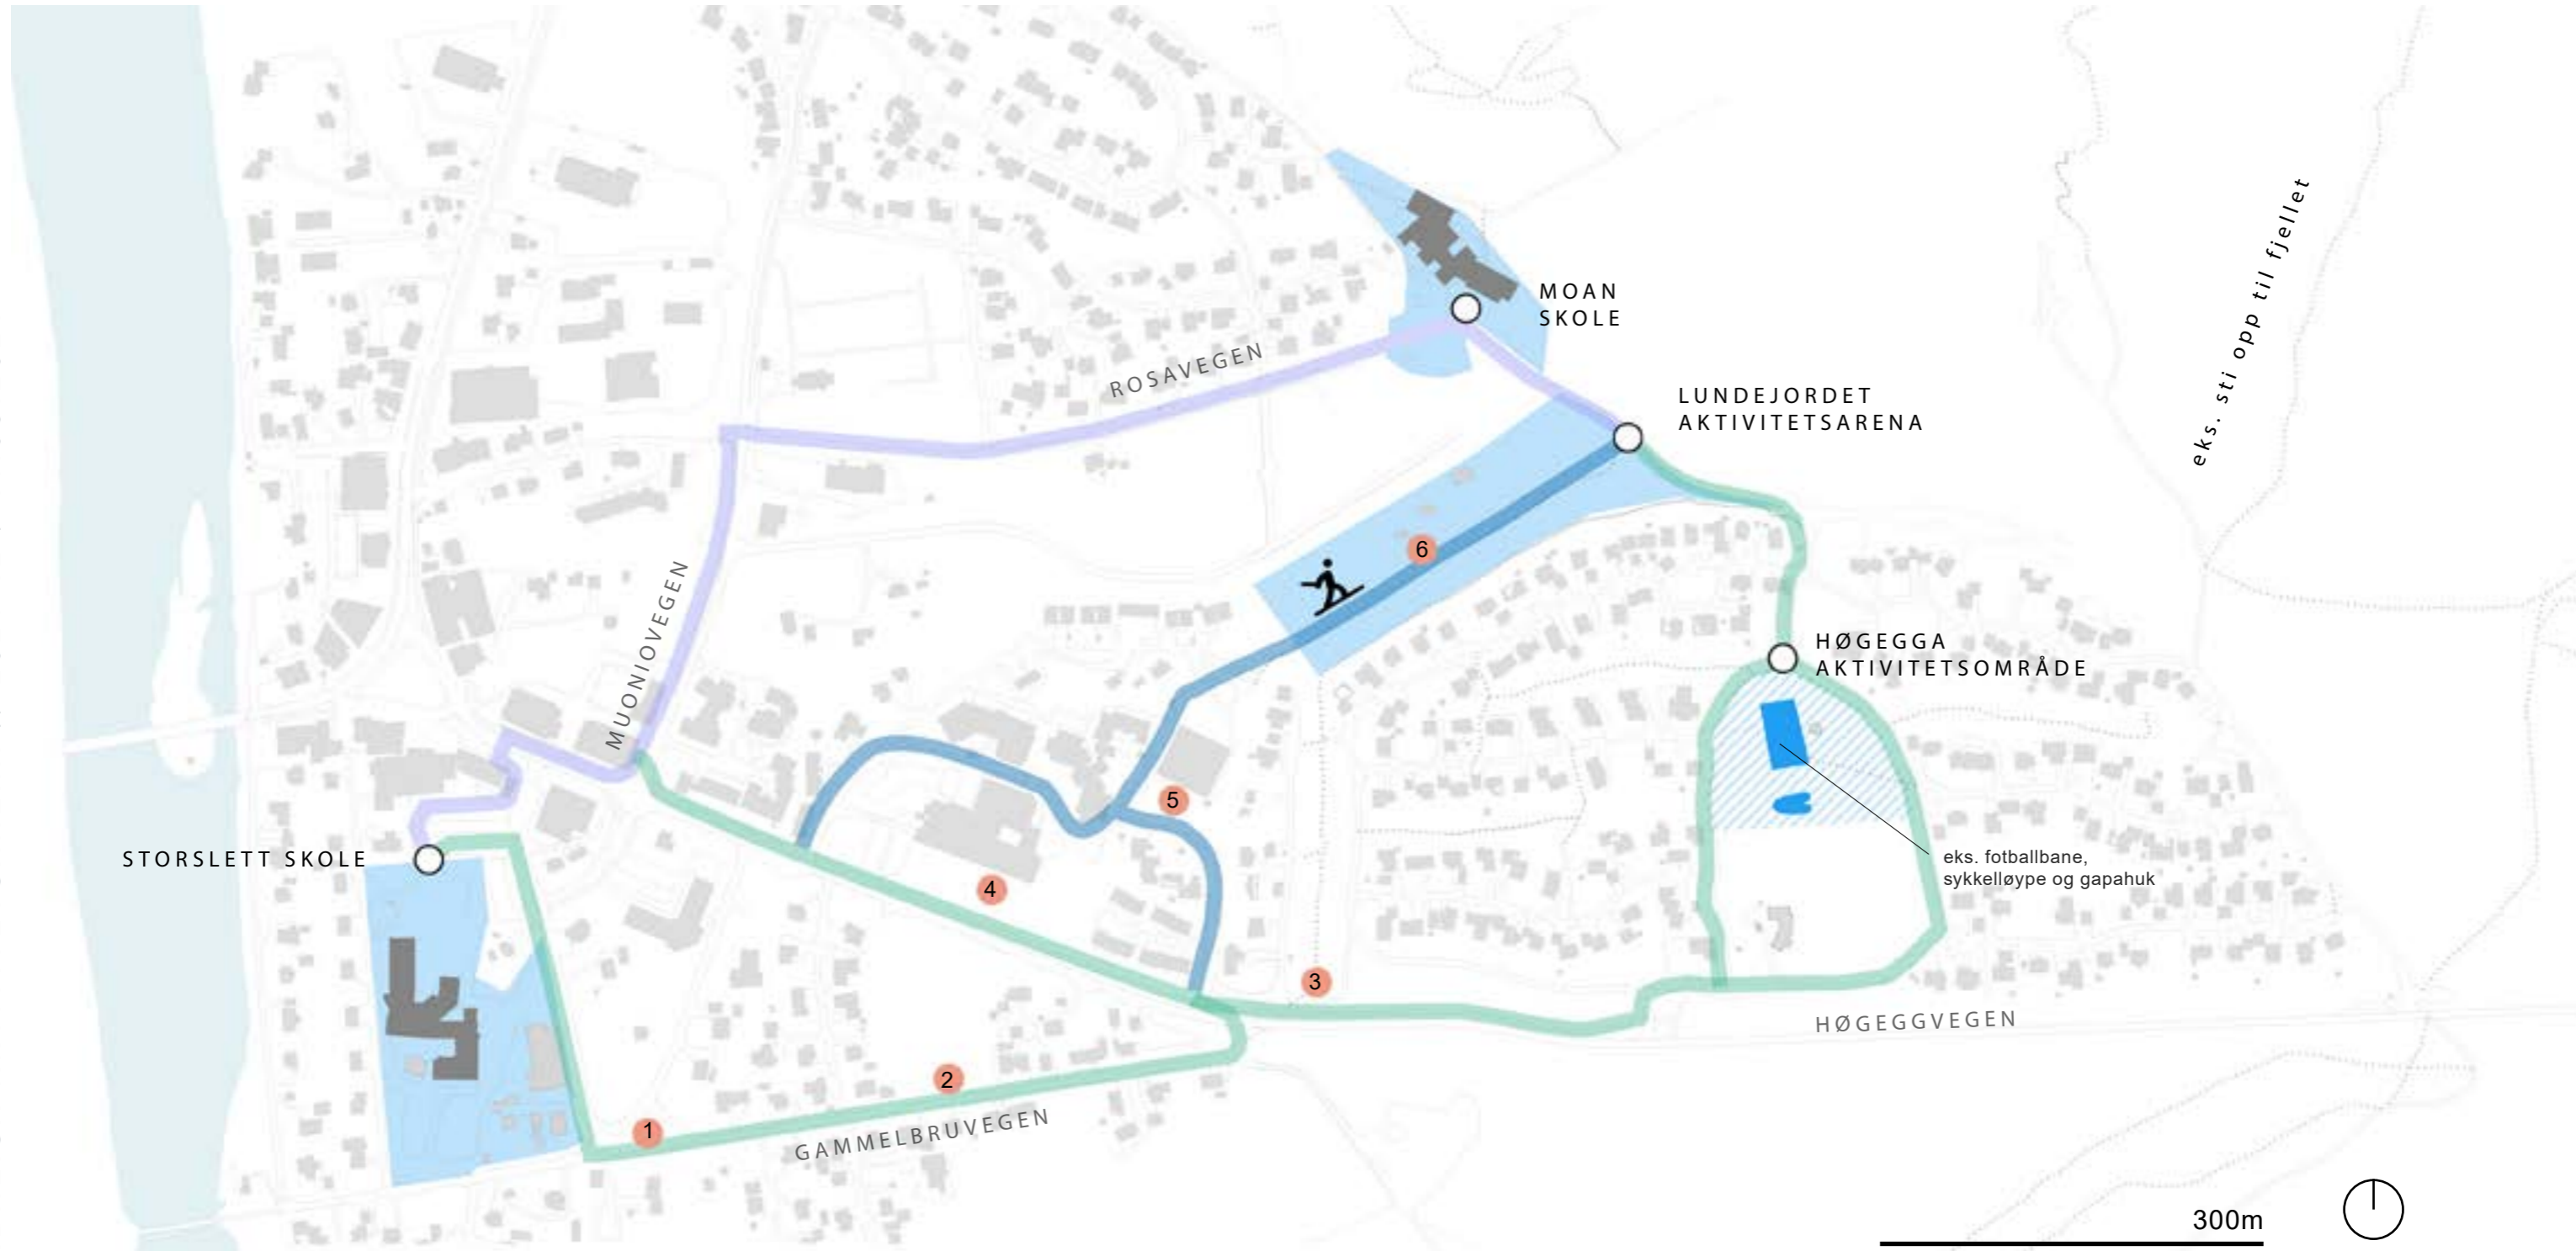 MOAN
SKOLE
ROSAVEGEN
LUNDEJORDET
AKTIVITETSARENA
eks. sti opp til fjellet
6
MUONIOVEGEN
HØGEGGA
AKTIVITETSOMRÅDE
5
STORSLETT SKOLE
eks. fotballbane,
sykkelløype og gapahuk
4
3
HØGEGGVEGEN
2
1
GAMMELBRUVEGEN
300m